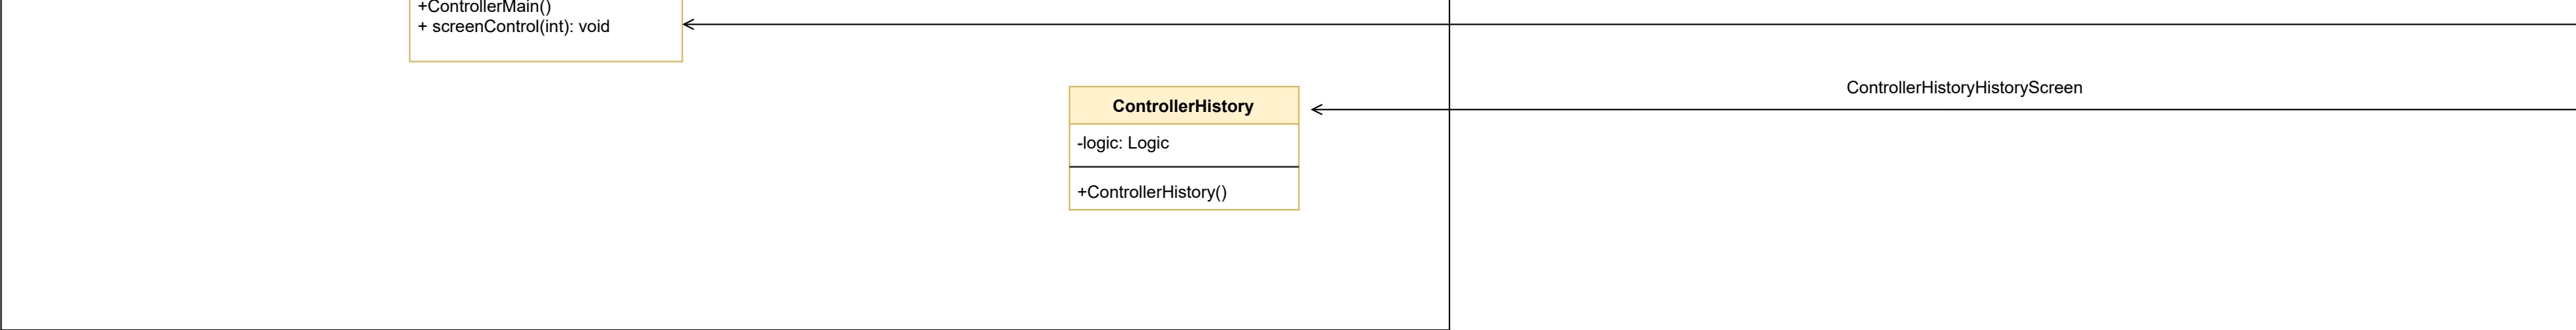 +ControllerMain()
+ screenControl(int): void
ControllerHistoryHistoryScreen
ControllerHistory
-logic: Logic
+ControllerHistory()